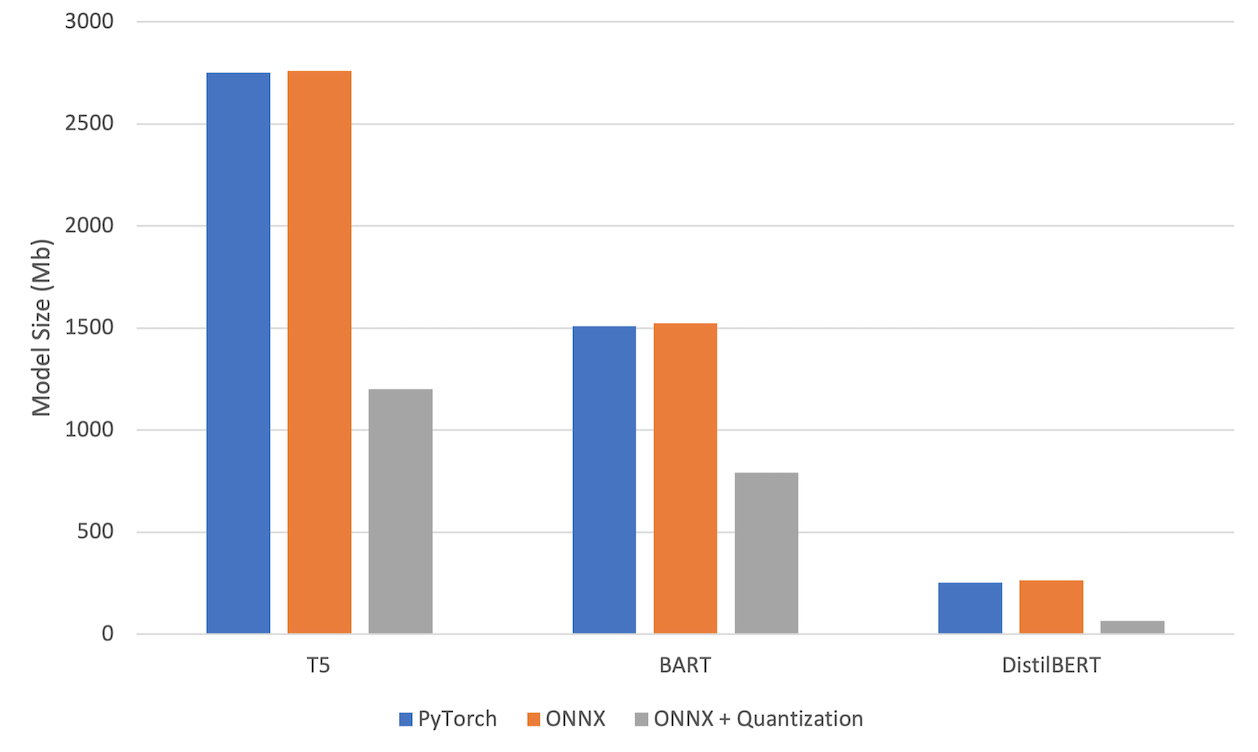 3000
2500
2000
1500
1000
500
0
Model Size (Mb)
T5 BART DistilBERT
PyTorch ONNX ONNX + Quantization